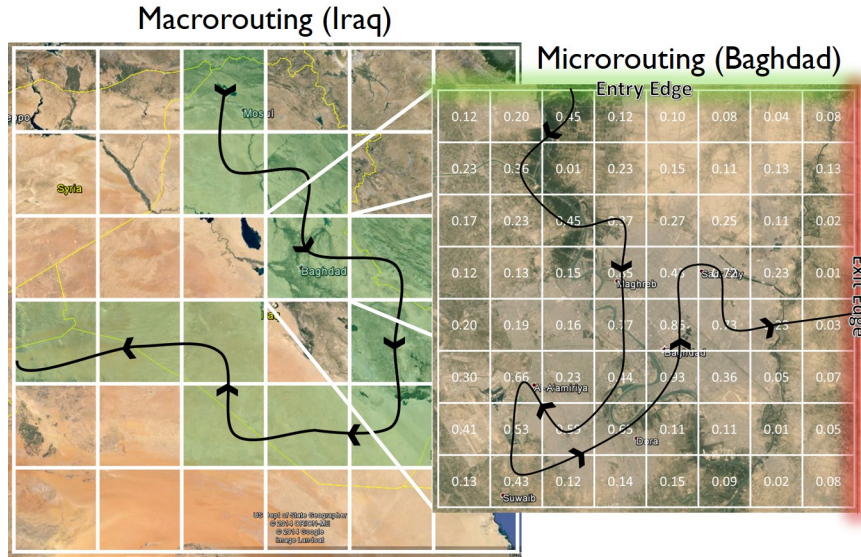 Macrorouting (Iraq)
Microrouting (Baghdad)
Entry Edge
Mosul
Syria
Baghdad
US Dept of State Geographer
© 2014 ORION-ME
© 2014 Google
Image Landsat
0.12 0.20 0.45 0.12 0.10 0.08 0.04 0.08
0.23 0.36 0.01 0.23 0.15 0.11 0.13 0.13
0.17 0.23 0.45 0.27 0.25 0.11 0.02
0.12 0.13 0.15 0.23 0.01
Maghreb
Exit Edge
0.20 0.19 0.16 0.03
Baghdad
0.30 0.66 0.23 0.44 0.93 0.36 0.05 0.07
Al-Alamiriya
0.41 0.53 0.11 0.11 0.01 0.05
Dora
0.13 0.43 0.12 0.14 0.15 0.09 0.02 0.08
Suwaib